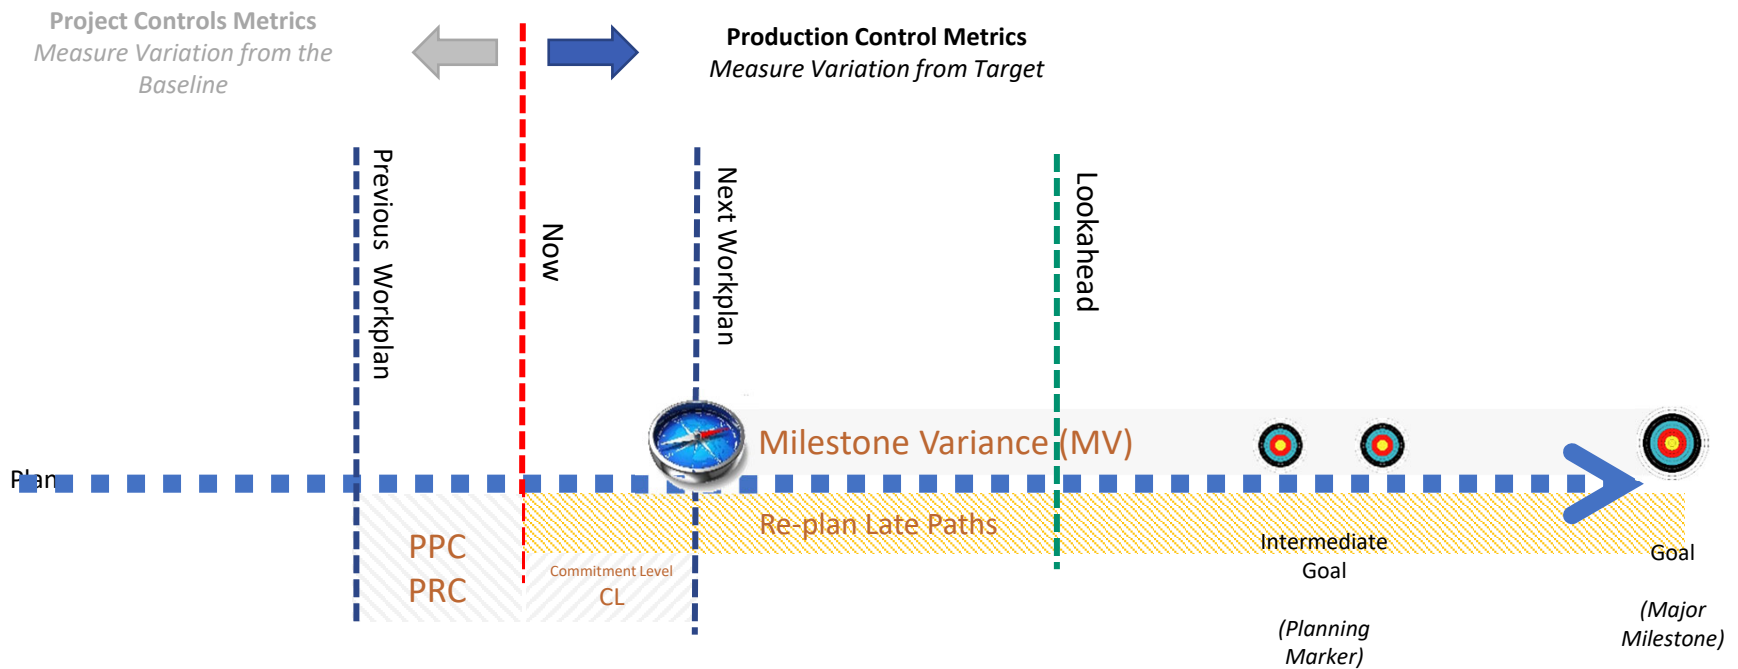 Project Controls Metrics
Measure Variation from the
Baseline
Production Control Metrics
Measure Variation from Target
Previous Workplan
Now
Next Workplan
Lookahead
Milestone Variance (MV)
Plan
Re-plan Late Paths
PPC
PRC
Commitment Level
CL
Intermediate
Goal
(Planning
Marker)
Goal
(Major
Milestone)